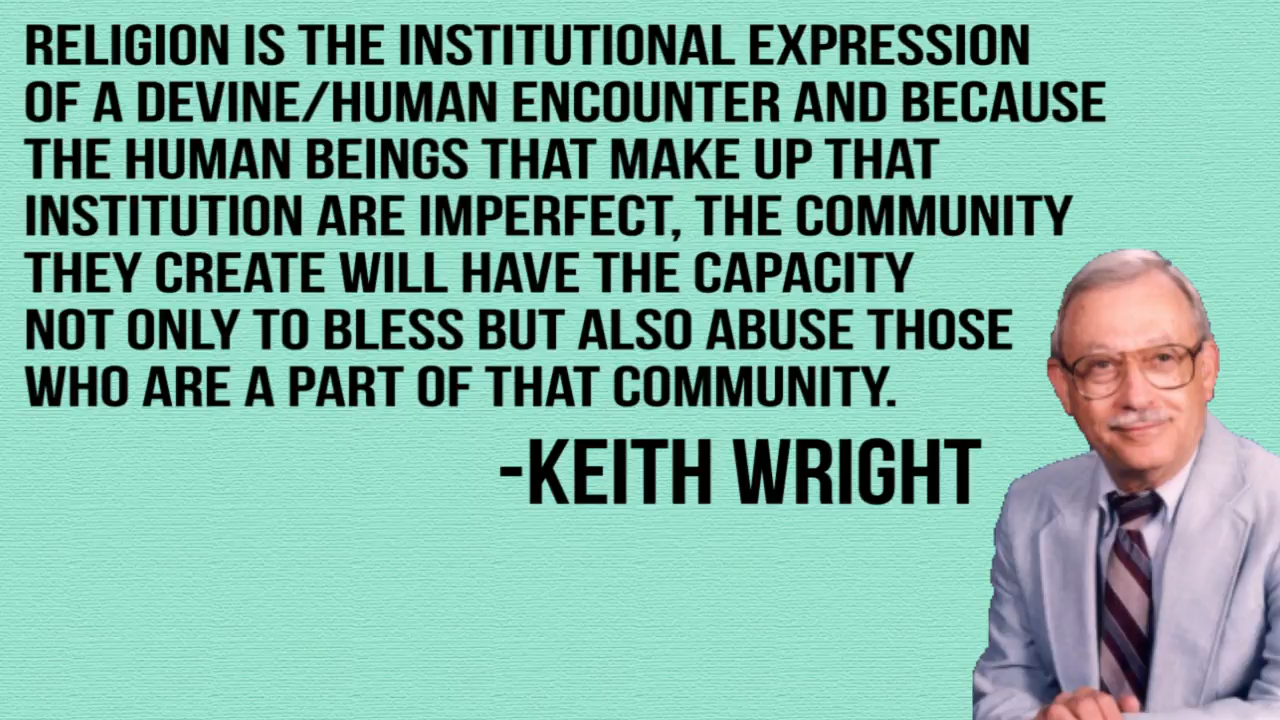 RELIGION IS THE INSTITUTIONAL EXPRESSION
OF A DEVINE/HUMAN ENCOUNTER AND BECAUSE
THE HUMAN BEINGS THAT MAKE UP THAT
INSTITUTION ARE IMPERFECT, THE COMMUNITY
THEY CREATE WILL HAVE THE CAPACITY
NOT ONLY TO BLESS BUT ALSO ABUSE THOSE
WHO ARE A PART OF THAT COMMUNITY.
-KEITH WRIGHT